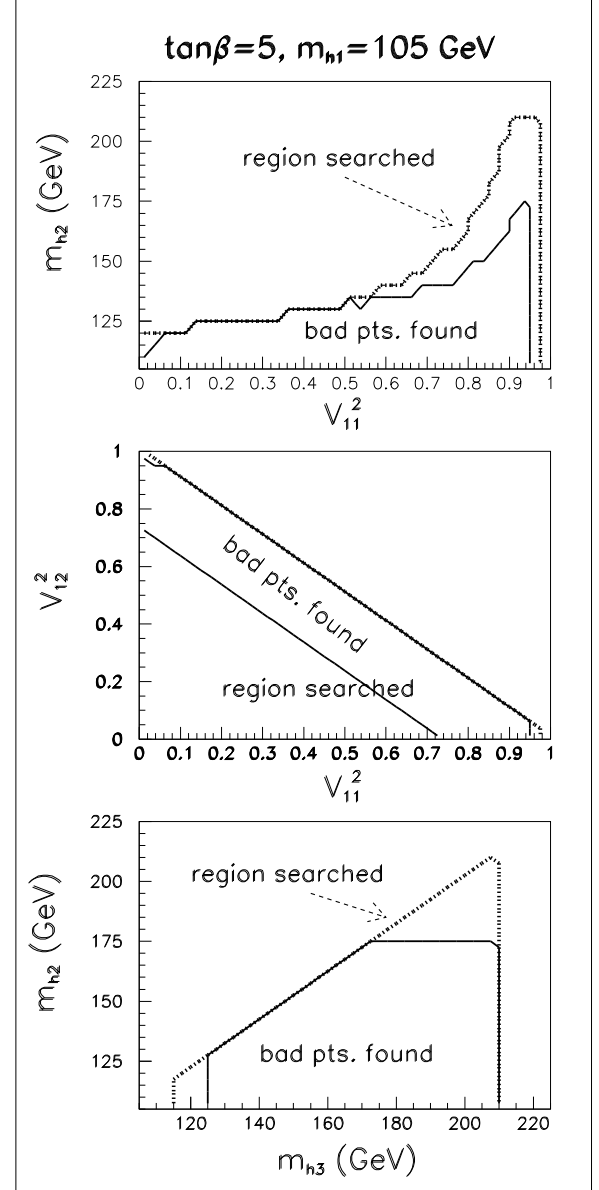 tanβ=5, m_h1=105 GeV
m_h2 (GeV)
225
200
175
150
125
region searched
bad pts. found
0 0.1 0.2 0.3 0.4 0.5 0.6 0.7 0.8 0.9 1
V_11^2
V_12^2
1
0.8
0.6
0.4
0.2
0
bad pts. found
region searched
0 0.1 0.2 0.3 0.4 0.5 0.6 0.7 0.8 0.9 1
V_11^2
m_h2 (GeV)
225
200
175
150
125
region searched
bad pts. found
120 140 160 180 200 220
m_h3 (GeV)